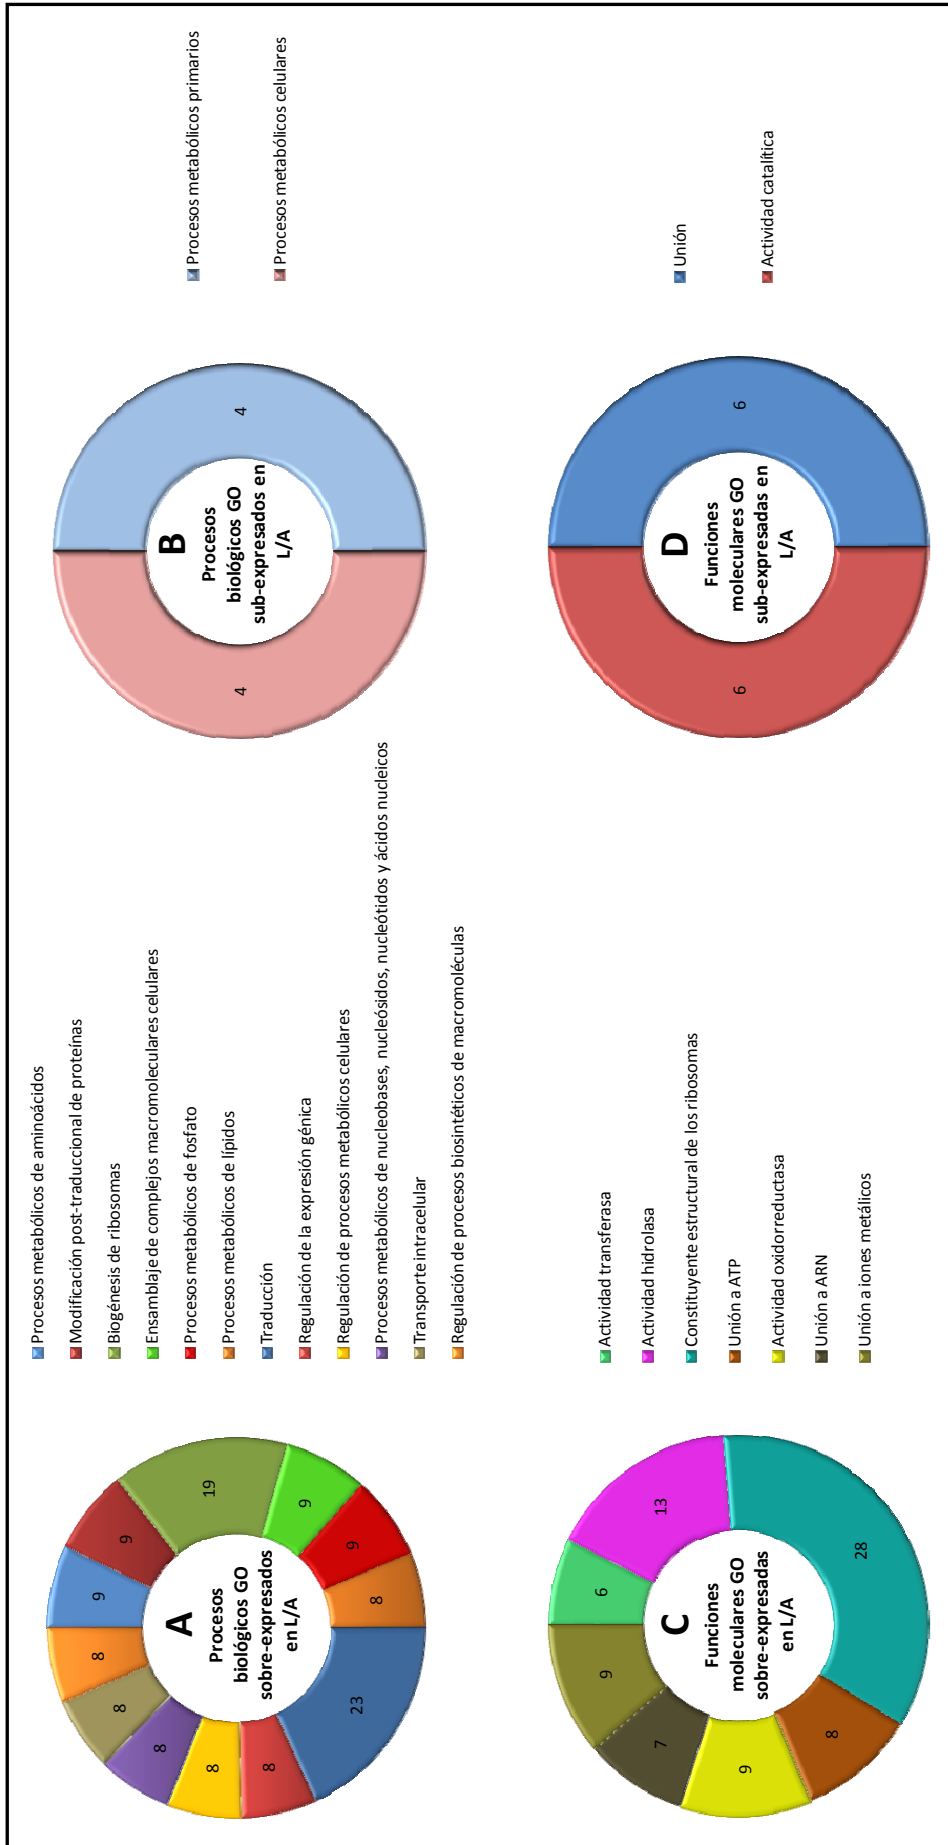 A
Procesos
biológicos GO
sobre-expresados
en L/A
9
9
19
9
9
8
23
8
8
8
8
8
Procesos metabólicos de aminoácidos
Modificación post-traduccional de proteínas
Biogénesis de ribosomas
Ensamblaje de complejos macromoleculares celulares
Procesos metabólicos de fosfato
Procesos metabólicos de lípidos
Traducción
Regulación de la expresión génica
Regulación de procesos metabólicos celulares
Procesos metabólicos de nucleobases, nucleósidos, nucleótidos y ácidos nucleicos
Transporte intracelular
Regulación de procesos biosintéticos de macromoléculas
B
Procesos
biológicos GO
sub-expresados en
L/A
4
4
Procesos metabólicos primarios
Procesos metabólicos celulares
C
Funciones
moleculares GO
sobre-expresadas
en L/A
6
13
28
8
9
7
9
Actividad transferasa
Actividad hidrolasa
Constituyente estructural de los ribosomas
Unión a ATP
Actividad oxidorreductasa
Unión a ARN
Unión a iones metálicos
D
Funciones
moleculares GO
sub-expresadas en
L/A
6
6
Unión
Actividad catalítica